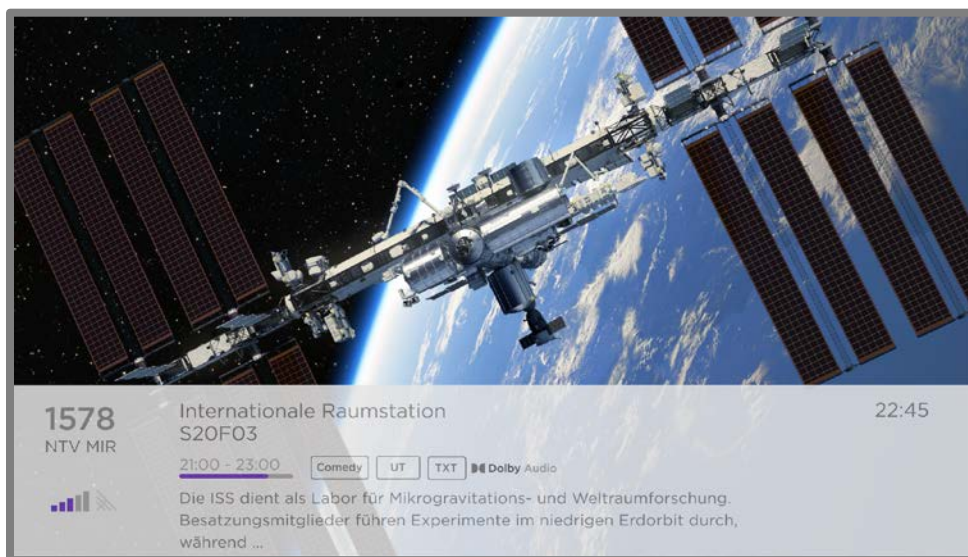 1578
NTV MIR
Internationale Raumstation
S20F03
22:45
21:00 - 23:00
Comedy
UT
TXT
Dolby Audio
Die ISS dient als Labor für Mikrogravitations- und Weltraumforschung.
Besatzungsmitglieder führen Experimente im niedrigen Erdorbit durch,
während ...